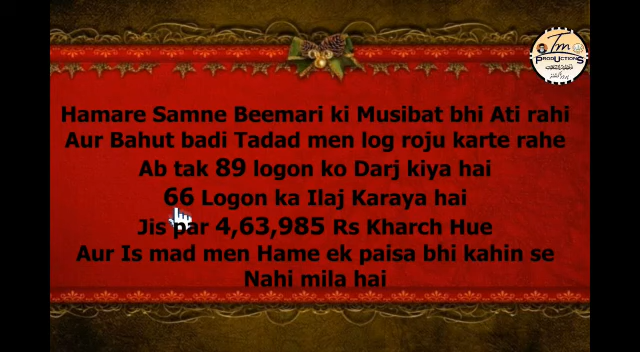 Tm
PRODUCTIONS
Hamare Samne Beemari ki Musibat bhi Ati rahi
Aur Bahut badi Tadad men log roju karte rahe
Ab tak 89 logon ko Darj kiya hai
66 Logon ka Ilaj Karaya hai
Jis par 4,63,985 Rs Kharch Hue
Aur Is mad men Hame ek paisa bhi kahin se
Nahi mila hai